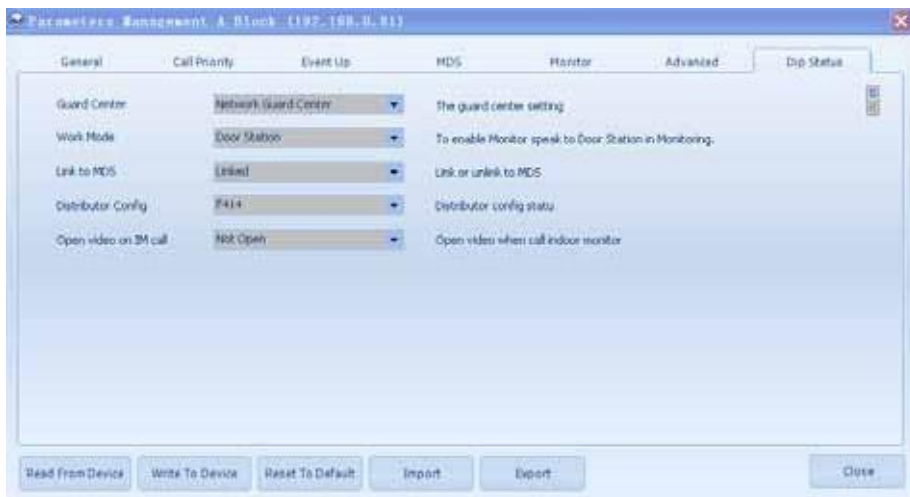 Parameters Management A Block (192.168.0.81)
General Call Priority Event Up MDS Monitor Advanced Dip Status
Guard Center Network Guard Center The guard center setting
Work Mode Door Station To enable Monitor speak to Door Station in Monitoring.
Link to MDS Linked Link or unlink to MDS
Distributor Config F414 Distributor config statu
Open video on IM call Not Open Open video when call indoor monitor
Read From Device Write To Device Reset To Default Import Export Close